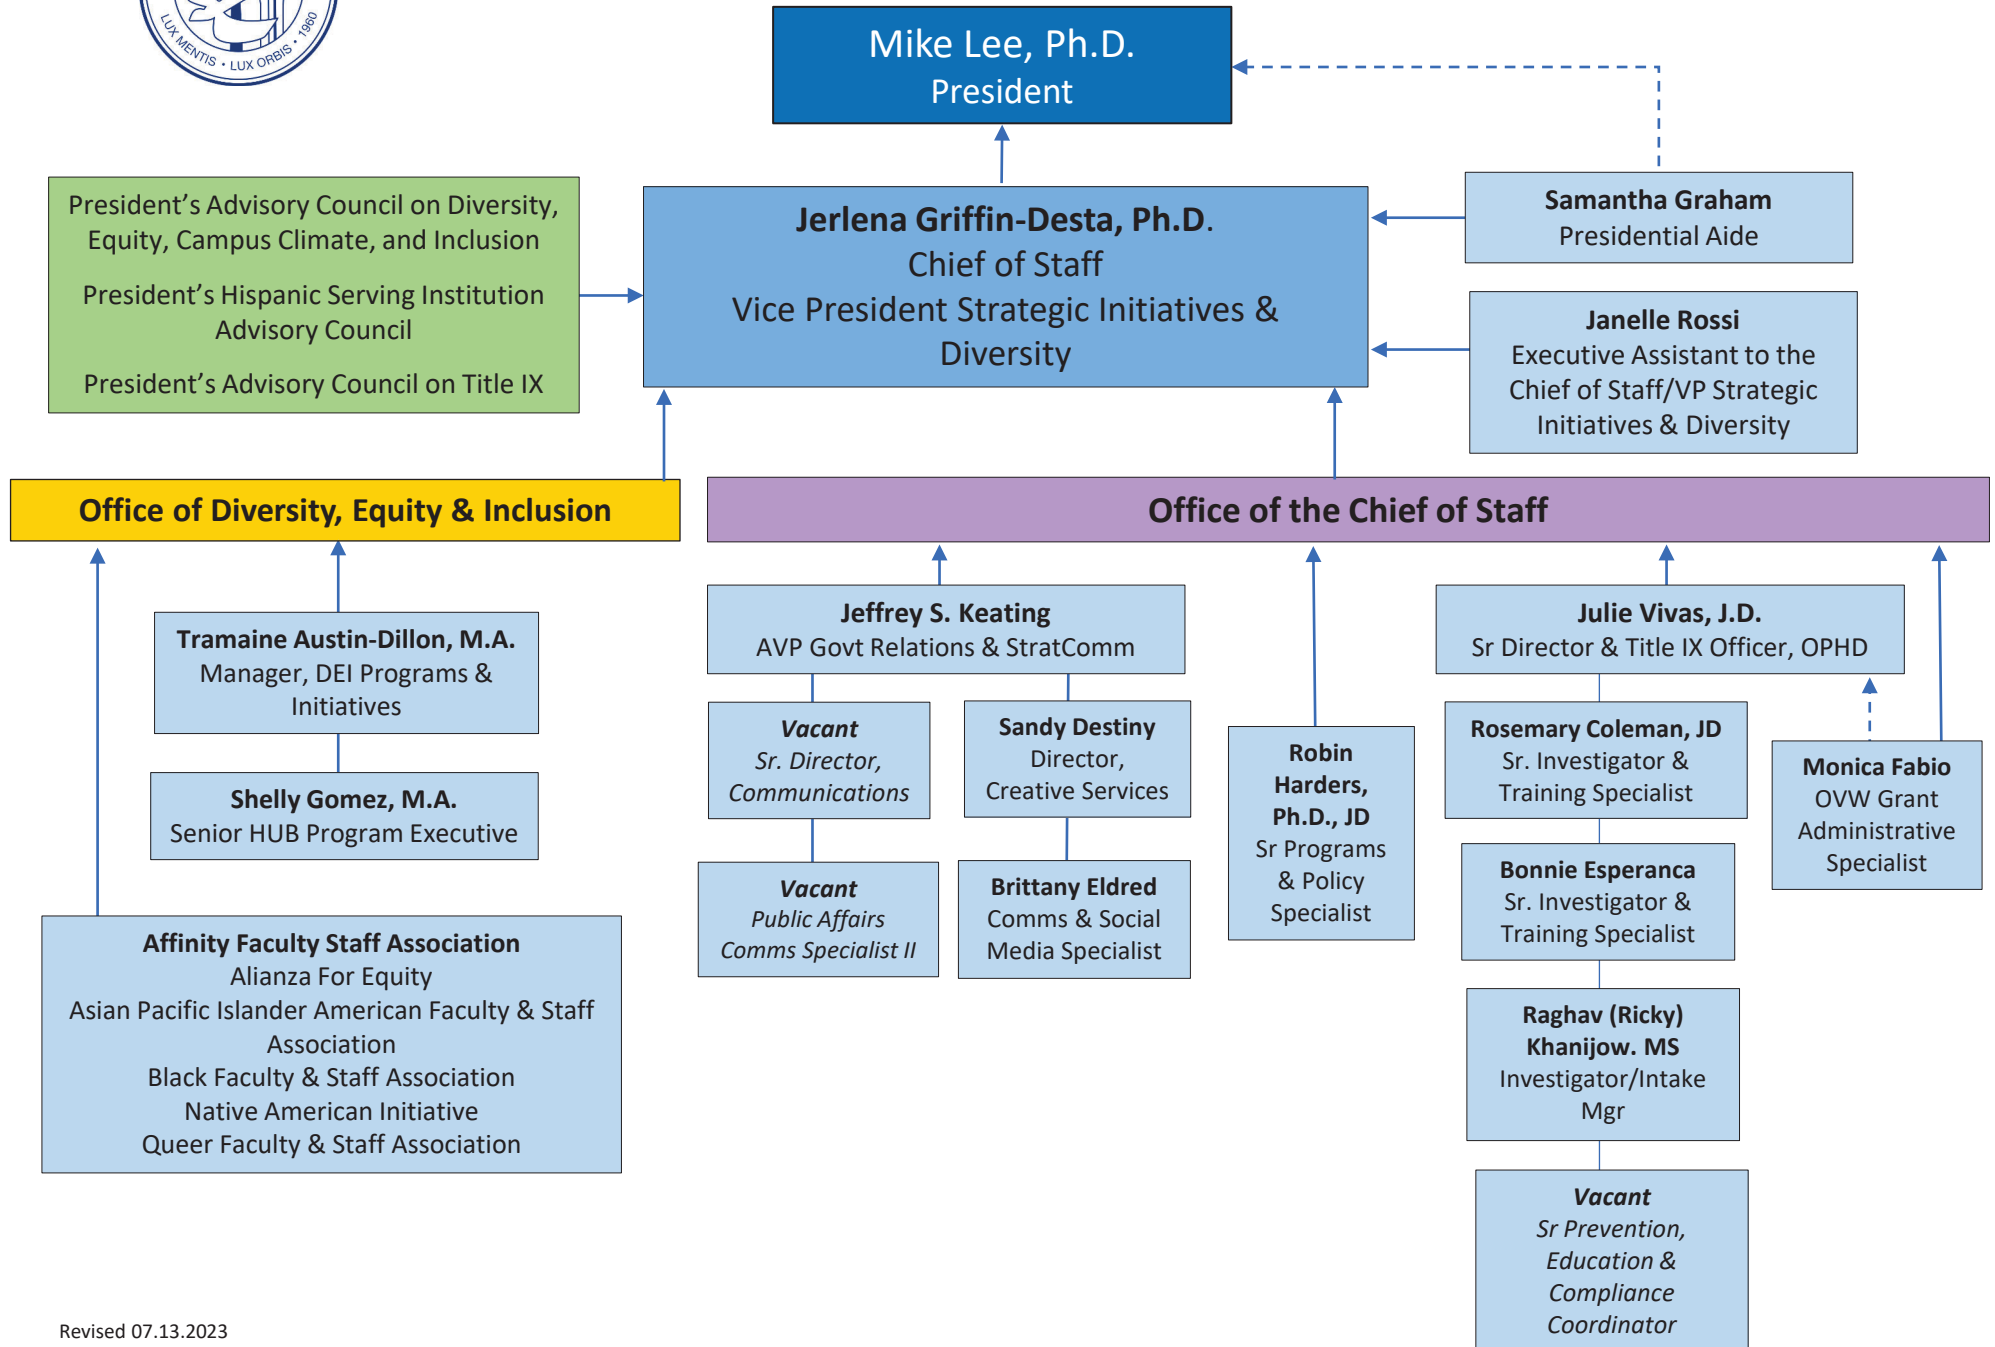 LUX MENTIS • LUX ORBIS • 1960
Mike Lee, Ph.D.
President
President’s Advisory Council on Diversity,
Equity, Campus Climate, and Inclusion
President’s Hispanic Serving Institution
Advisory Council
President’s Advisory Council on Title IX
Jerlena Griffin-Desta, Ph.D.
Chief of Staff
Vice President Strategic Initiatives &
Diversity
Samantha Graham
Presidential Aide
Janelle Rossi
Executive Assistant to the
Chief of Staff/VP Strategic
Initiatives & Diversity
Office of Diversity, Equity & Inclusion
Office of the Chief of Staff
Tramaine Austin-Dillon, M.A.
Manager, DEI Programs &
Initiatives
Shelly Gomez, M.A.
Senior HUB Program Executive
Affinity Faculty Staff Association
Alianza For Equity
Asian Pacific Islander American Faculty & Staff
Association
Black Faculty & Staff Association
Native American Initiative
Queer Faculty & Staff Association
Jeffrey S. Keating
AVP Govt Relations & StratComm
Vacant
Sr. Director,
Communications
Vacant
Public Affairs
Comms Specialist II
Sandy Destiny
Director,
Creative Services
Brittany Eldred
Comms & Social
Media Specialist
Robin
Harders,
Ph.D., JD
Sr Programs
& Policy
Specialist
Julie Vivas, J.D.
Sr Director & Title IX Officer, OPHD
Rosemary Coleman, JD
Sr. Investigator &
Training Specialist
Bonnie Esperanca
Sr. Investigator &
Training Specialist
Raghav (Ricky)
Khanijow. MS
Investigator/Intake
Mgr
Vacant
Sr Prevention,
Education &
Compliance
Coordinator
Monica Fabio
OVW Grant
Administrative
Specialist
Revised 07.13.2023